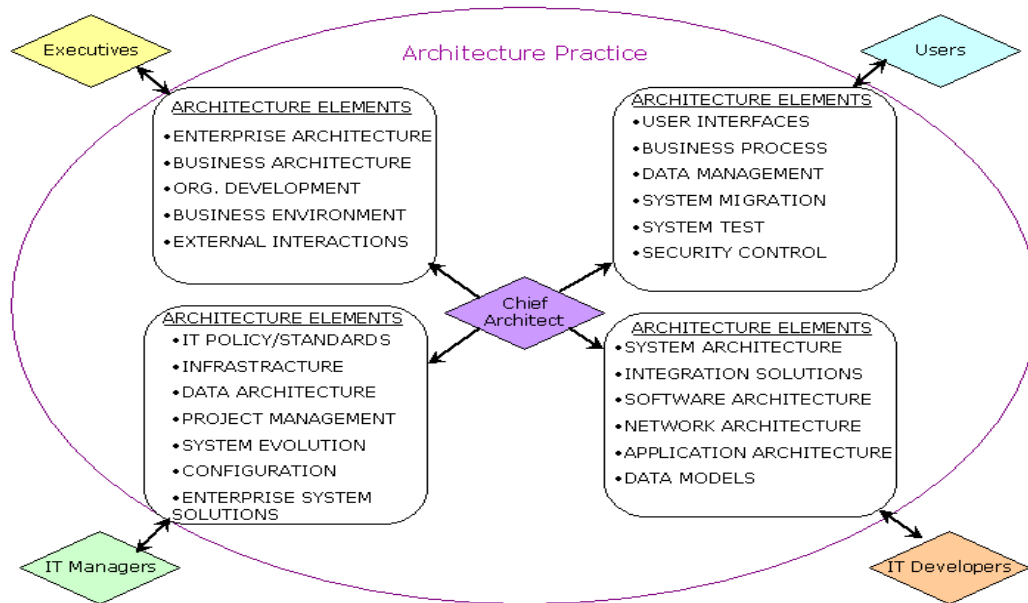 Executives
Users
Architecture Practice
ARCHITECTURE ELEMENTS
•ENTERPRISE ARCHITECTURE
•BUSINESS ARCHITECTURE
•ORG. DEVELOPMENT
•BUSINESS ENVIRONMENT
•EXTERNAL INTERACTIONS
ARCHITECTURE ELEMENTS
•USER INTERFACES
•BUSINESS PROCESS
•DATA MANAGEMENT
•SYSTEM MIGRATION
•SYSTEM TEST
•SECURITY CONTROL
Chief
Architect
ARCHITECTURE ELEMENTS
•IT POLICY/STANDARDS
•INFRASTRACTURE
•DATA ARCHITECTURE
•PROJECT MANAGEMENT
•SYSTEM EVOLUTION
•CONFIGURATION
•ENTERPRISE SYSTEM
SOLUTIONS
ARCHITECTURE ELEMENTS
•SYSTEM ARCHITECTURE
•INTEGRATION SOLUTIONS
•SOFTWARE ARCHITECTURE
•NETWORK ARCHITECTURE
•APPLICATION ARCHITECTURE
•DATA MODELS
IT Managers
IT Developers